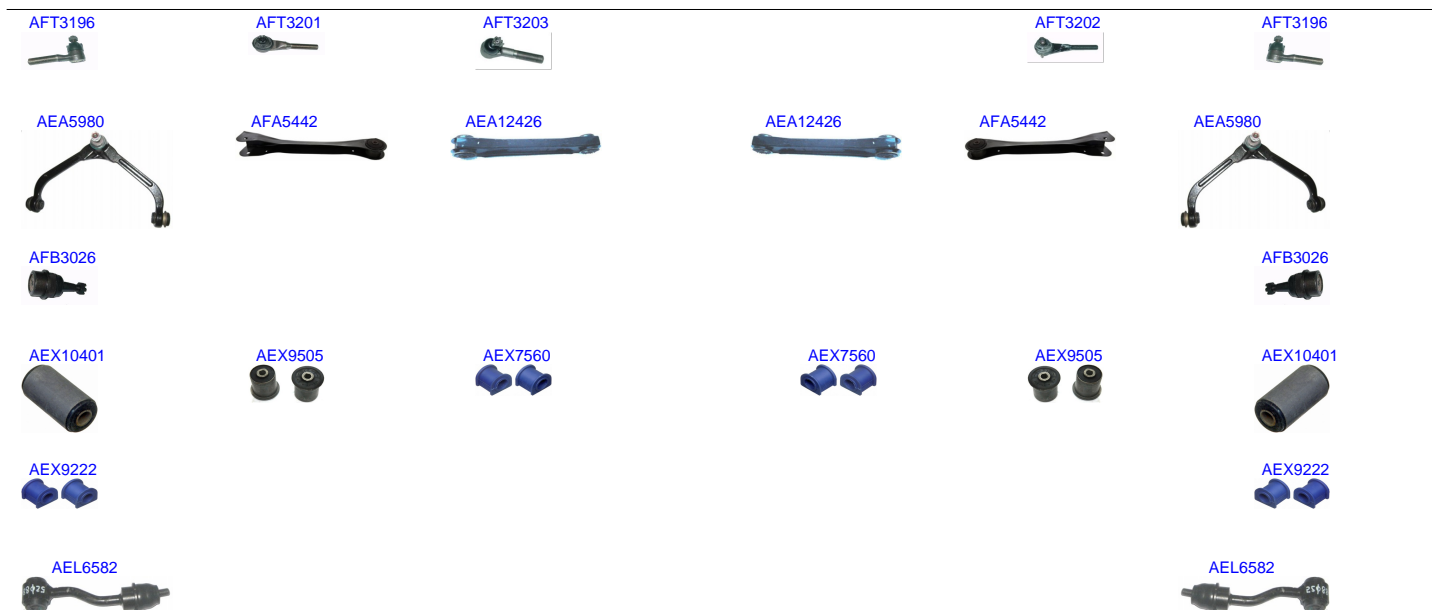 AFT3196 AFT3201 AFT3203 AFT3202 AFT3196
AEA5980 AFA5442 AEA12426 AEA12426 AFA5442 AEA5980
AFB3026 AFB3026
AEX10401 AEX9505 AEX7560 AEX7560 AEX9505 AEX10401
AEX9222 AEX9222
AEL6582 AEL6582